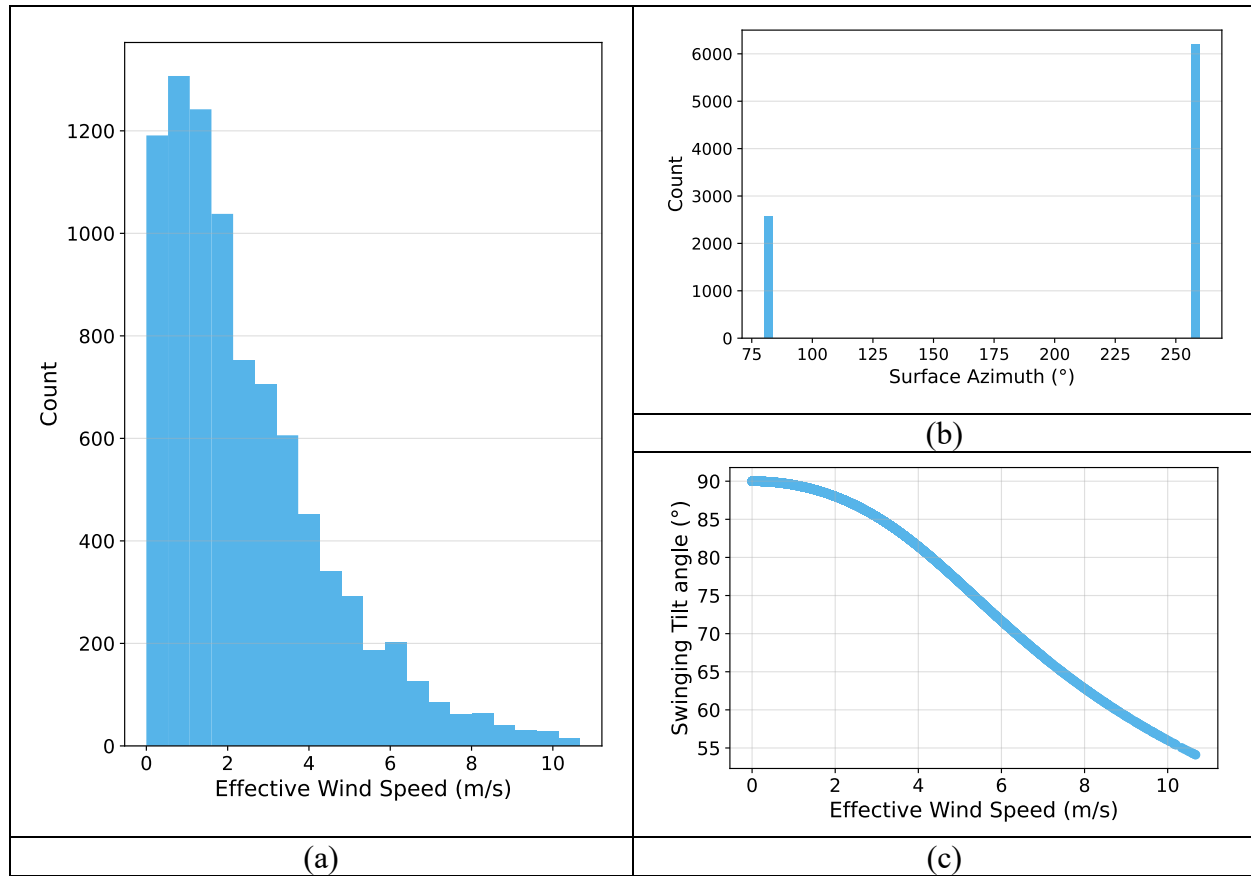 1200
1000
800
600
400
200
0
Count
0 2 4 6 8 10
Effective Wind Speed (m/s)
(a)
6000
5000
4000
3000
2000
1000
0
Count
75 100 125 150 175 200 225 250
Surface Azimuth (°)
(b)
90
85
80
75
70
65
60
55
Swinging Tilt angle (°)
0 2 4 6 8 10
Effective Wind Speed (m/s)
(c)